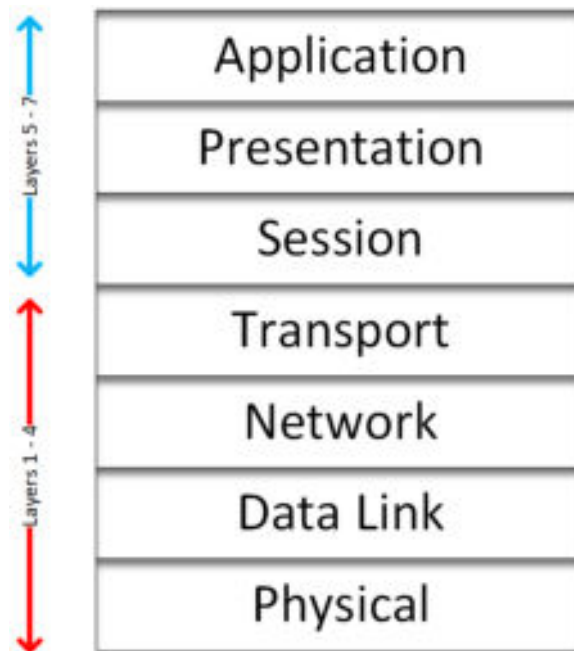 Layers 5 - 7
Application
Presentation
Session
Layers 1 - 4
Transport
Network
Data Link
Physical